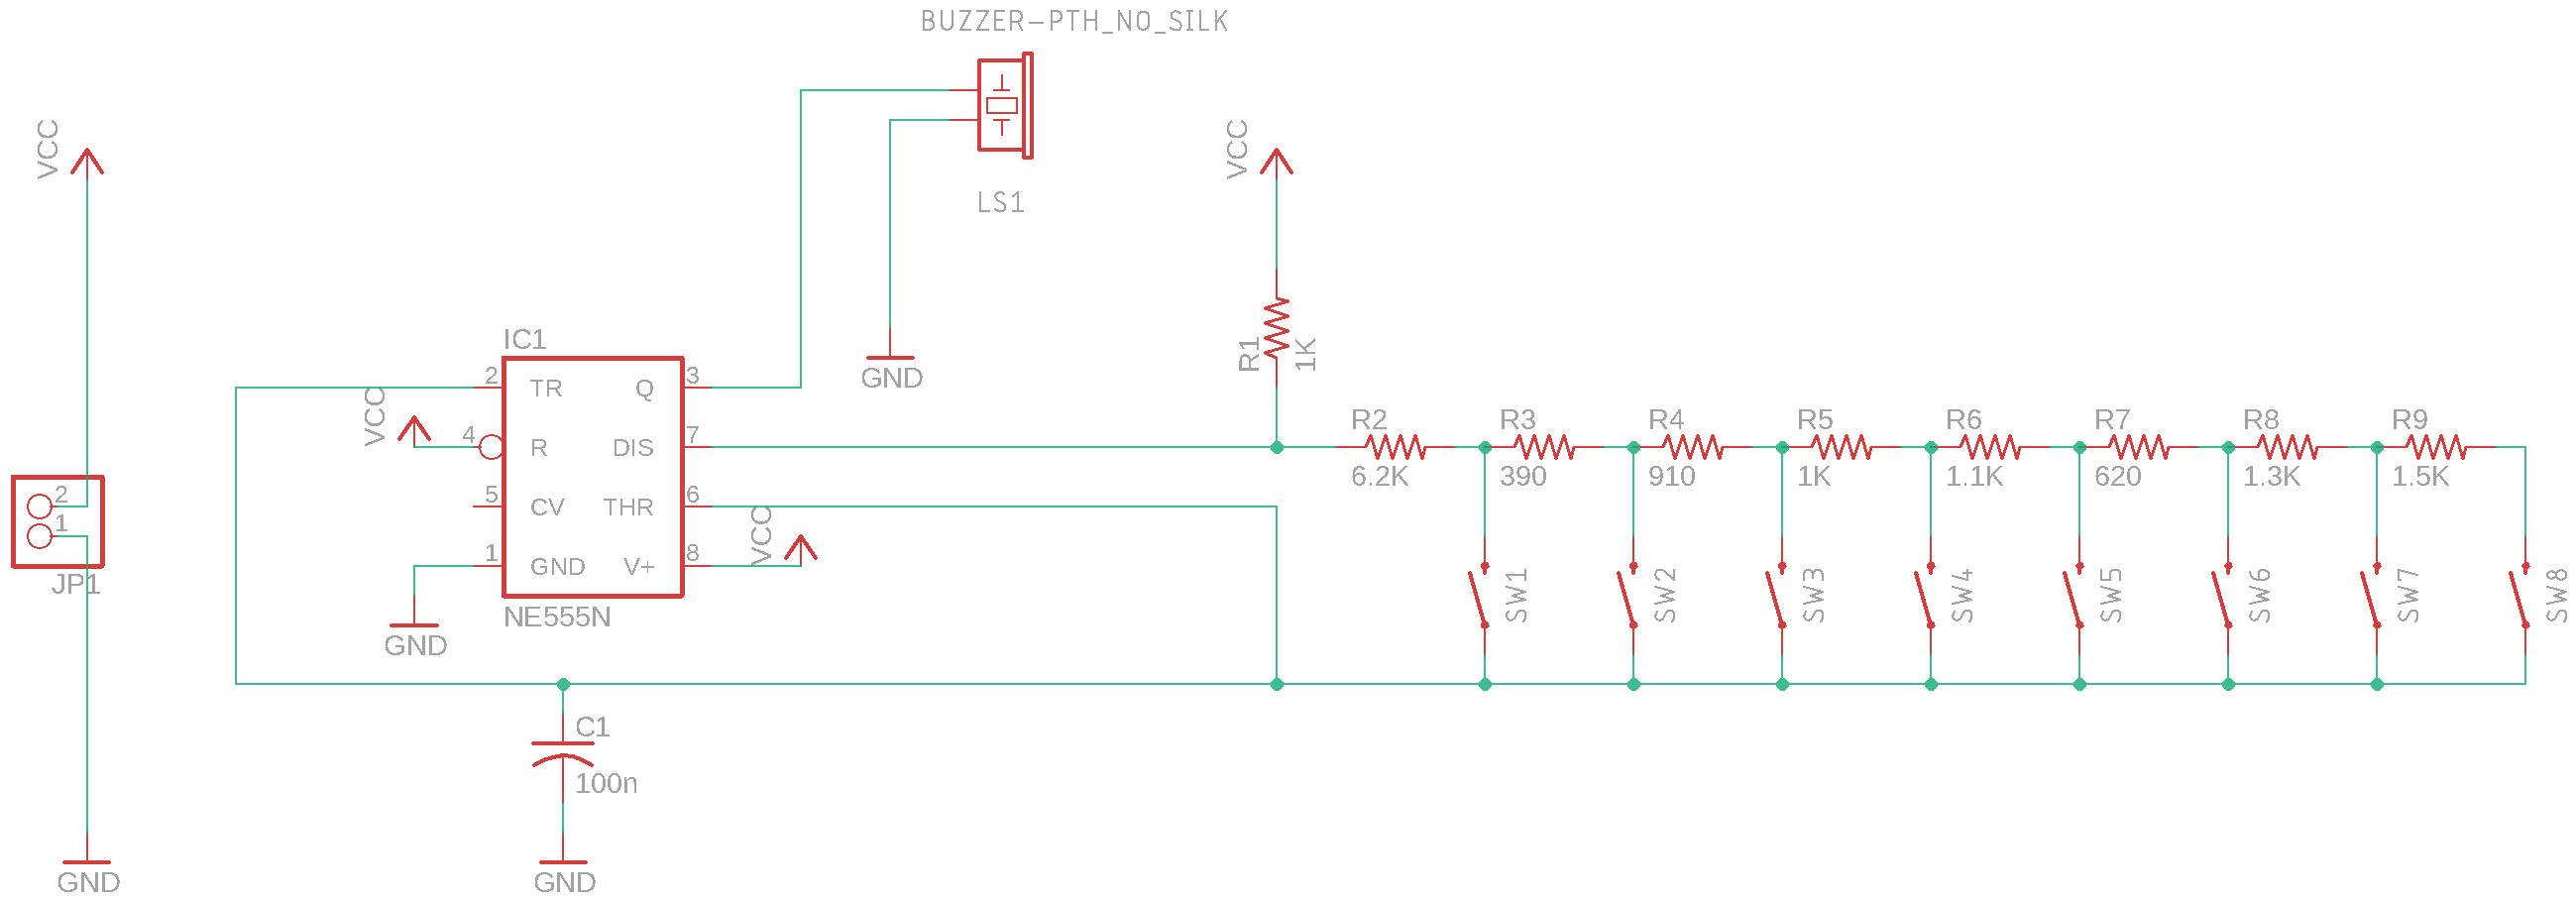 BUZZER-PTH_NO_SILK
LS1
VCC
VCC
R1
1K
IC1
2
TR
Q
3
VCC
4
R
DIS
7
5
CV
THR
6
1
GND
V+
8
VCC
NE555N
GND
GND
2
1
JP1
GND
R2
6.2K
R3
390
R4
910
R5
1K
R6
1.1K
R7
620
R8
1.3K
R9
1.5K
SW1
SW2
SW3
SW4
SW5
SW6
SW7
SW8
C1
100n
GND